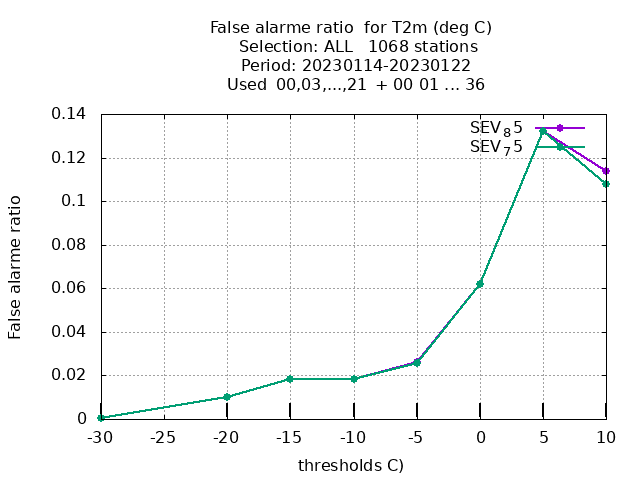 False alarme ratio  for T2m (deg C)
Selection: ALL   1068 stations
Period: 20230114-20230122
Used  00,03,...,21  + 00 01 ... 36
SEV85
SEV75
False alarme ratio
0.14
0.12
0.1
0.08
0.06
0.04
0.02
0
-30 -25 -20 -15 -10 -5 0 5 10
thresholds C)